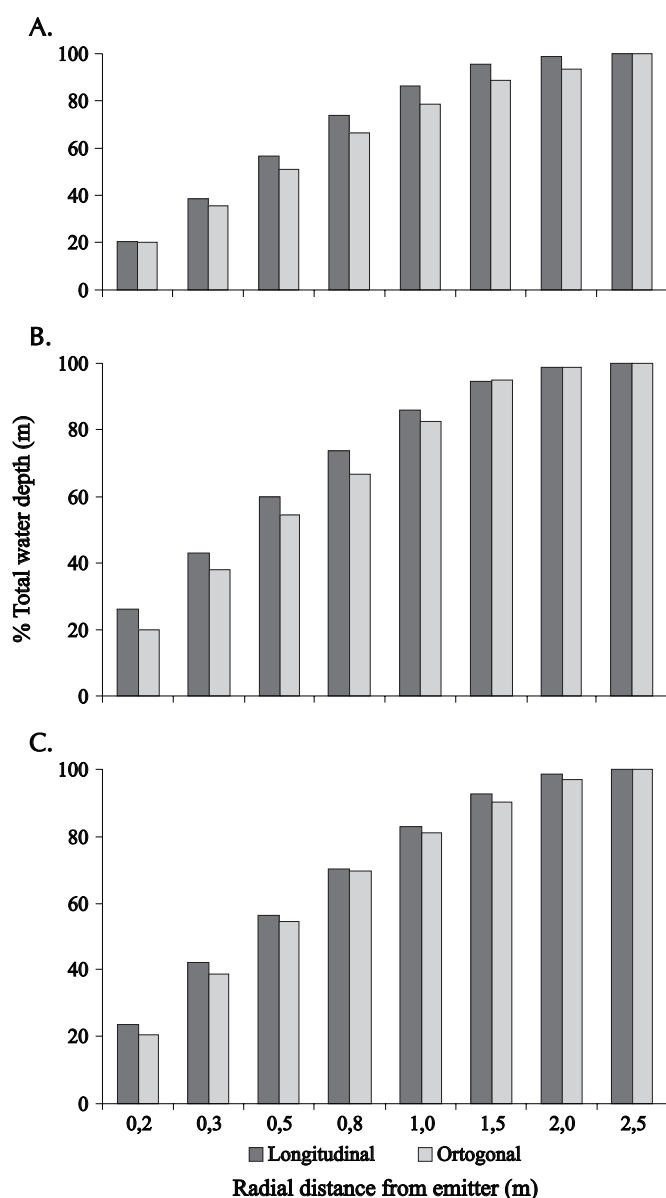 A.
100
80
60
40
20
0
B.
100
80
60
40
20
0
% Total water depth (m)
C.
100
80
60
40
20
0
0,2 0,3 0,5 0,8 1,0 1,5 2,0 2,5
Longitudinal Ortogonal
Radial distance from emitter (m)